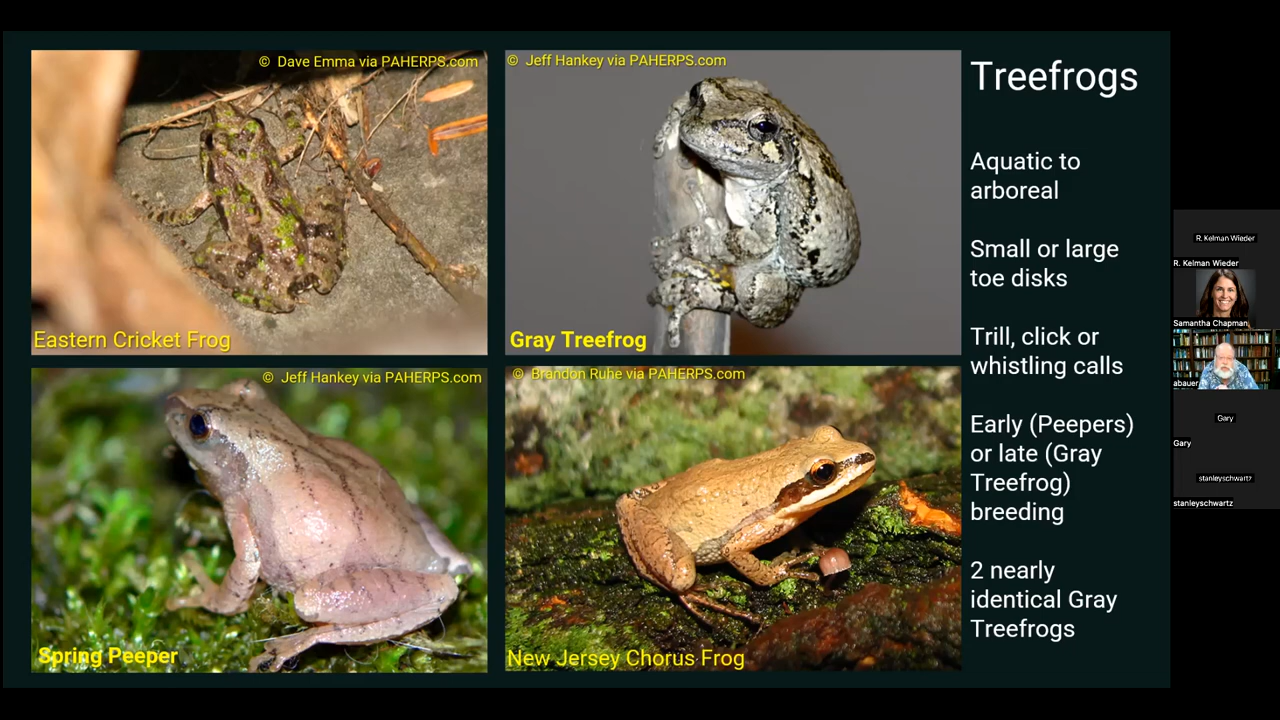 © Dave Emma via PAHERPS.com
Eastern Cricket Frog
© Jeff Hankey via PAHERPS.com
Gray Treefrog
© Jeff Hankey via PAHERPS.com
Spring Peeper
© Brandon Ruhe via PAHERPS.com
New Jersey Chorus Frog
Treefrogs
Aquatic to
arboreal
Small or large
toe disks
Trill, click or
whistling calls
Early (Peepers)
or late (Gray
Treefrog)
breeding
2 nearly
identical Gray
Treefrogs
R. Kelman Wieder
R. Kelman Wieder
Samantha Chapman
abauer
Gary
Gary
stanleyschwartz
stanleyschwartz